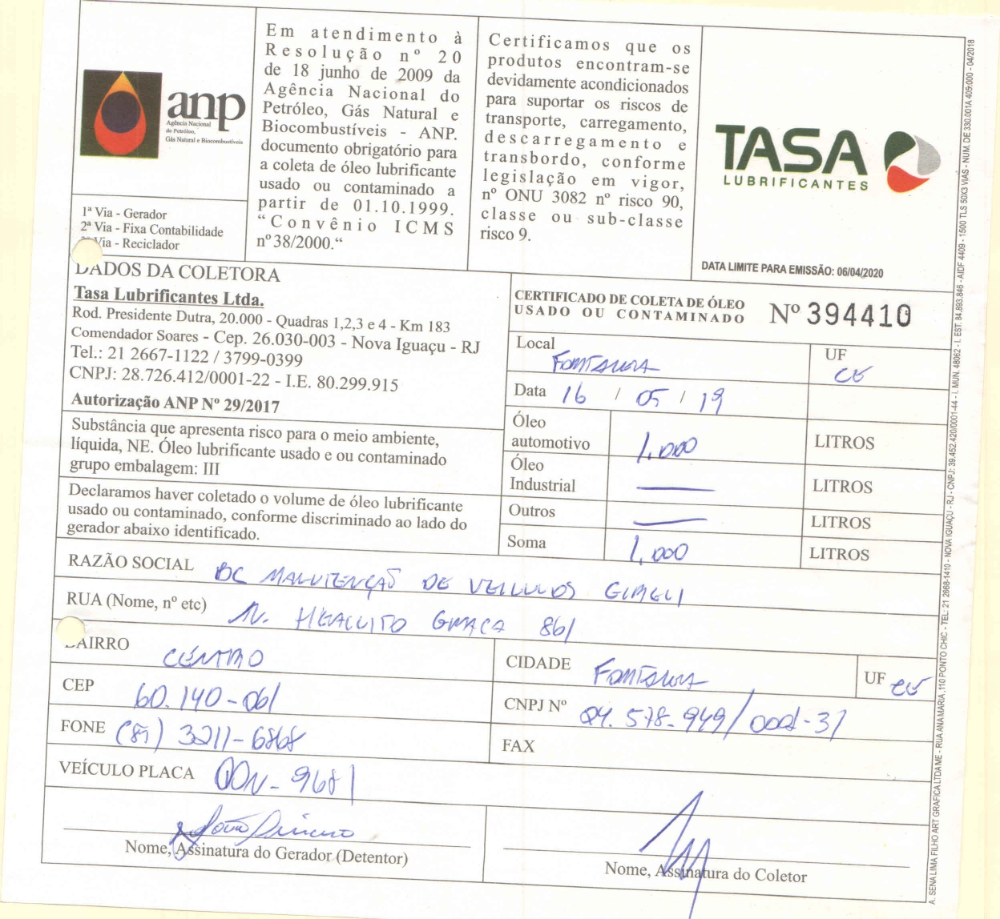 anp
Agência Nacional
do Petróleo,
Gás Natural e Biocombustíveis
1ª Via - Gerador
2ª Via - Fixa Contabilidade
Via - Reciclador
Em atendimento à
Resolução nº 20
de 18 junho de 2009 da
Agência Nacional do
Petróleo, Gás Natural e
Biocombustíveis - ANP.
documento obrigatório para
a coleta de óleo lubrificante
usado ou contaminado a
partir de 01.10.1999.
“Convênio ICMS
nº 38/2000.“
Certificamos que os
produtos encontram-se
devidamente acondicionados
para suportar os riscos de
transporte, carregamento,
descarregamento e
transbordo, conforme
legislação em vigor,
nº ONU 3082 nº risco 90,
classe ou sub-classe
risco 9.
TASA
LUBRIFICANTES
DATA LIMITE PARA EMISSÃO: 06/04/2020
DADOS DA COLETORA
Tasa Lubrificantes Ltda.
Rod. Presidente Dutra, 20.000 - Quadras 1,2,3 e 4 - Km 183
Comendador Soares - Cep. 26.030-003 - Nova Iguaçu - RJ
Tel.: 21 2667-1122 / 3799-0399
CNPJ: 28.726.412/0001-22 - I.E. 80.299.915
Autorização ANP Nº 29/2017
Substância que apresenta risco para o meio ambiente,
líquida, NE. Óleo lubrificante usado e ou contaminado
grupo embalagem: III
Declaramos haver coletado o volume de óleo lubrificante
usado ou contaminado, conforme discriminado ao lado do
gerador abaixo identificado.
CERTIFICADO DE COLETA DE ÓLEO
USADO OU CONTAMINADO Nº 394410
Local UF CE
Data 16 / 05 / 19
Óleo
automotivo 1.000 LITROS
Óleo
Industrial LITROS
Outros LITROS
Soma 1.000 LITROS
RAZÃO SOCIAL BC MANUTENÇAO DE VEICULOS EIRELI
RUA (Nome, nº etc) 861
BAIRRO CENTRO
CIDADE UF CE
CEP 60.140-061
CNPJ Nº 24.578.949/0001-31
FONE (85) 3211-6868
FAX
VEÍCULO PLACA 9681
João
Nome, Assinatura do Gerador (Detentor)
Nome, Assinatura do Coletor
A. SENA LIMA FILHO ART GRAFICA LTDA ME - RUA ANA MARIA ,110 PONTO CHIC - TEL: 21 2668-1410 - NOVA IGUAÇU - RJ - CNPJ: 39.452.420/0001-44 - I. MUN. 48062 - I. EST. 84.893.846 - AIDF 4409 - 1500 TLS 50X3 VIAS - NUM. DE 330.001A 405.000 - 04/2018